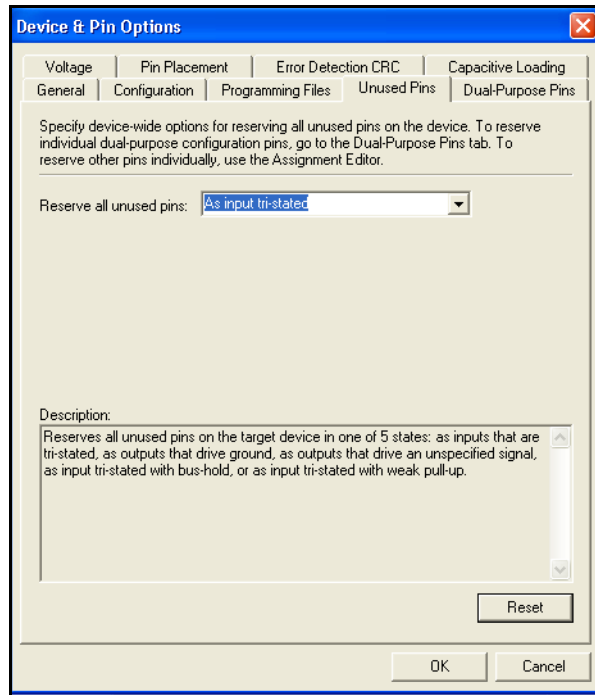 Device & Pin Options
Voltage
Pin Placement
Error Detection CRC
Capacitive Loading
General
Configuration
Programming Files
Unused Pins
Dual-Purpose Pins
Specify device-wide options for reserving all unused pins on the device. To reserve
individual dual-purpose configuration pins, go to the Dual-Purpose Pins tab. To
reserve other pins individually, use the Assignment Editor.
Reserve all unused pins: As input tri-stated
Description:
Reserves all unused pins on the target device in one of 5 states: as inputs that are
tri-stated, as outputs that drive ground, as outputs that drive an unspecified signal,
as input tri-stated with bus-hold, or as input tri-stated with weak pull-up.
Reset
OK
Cancel